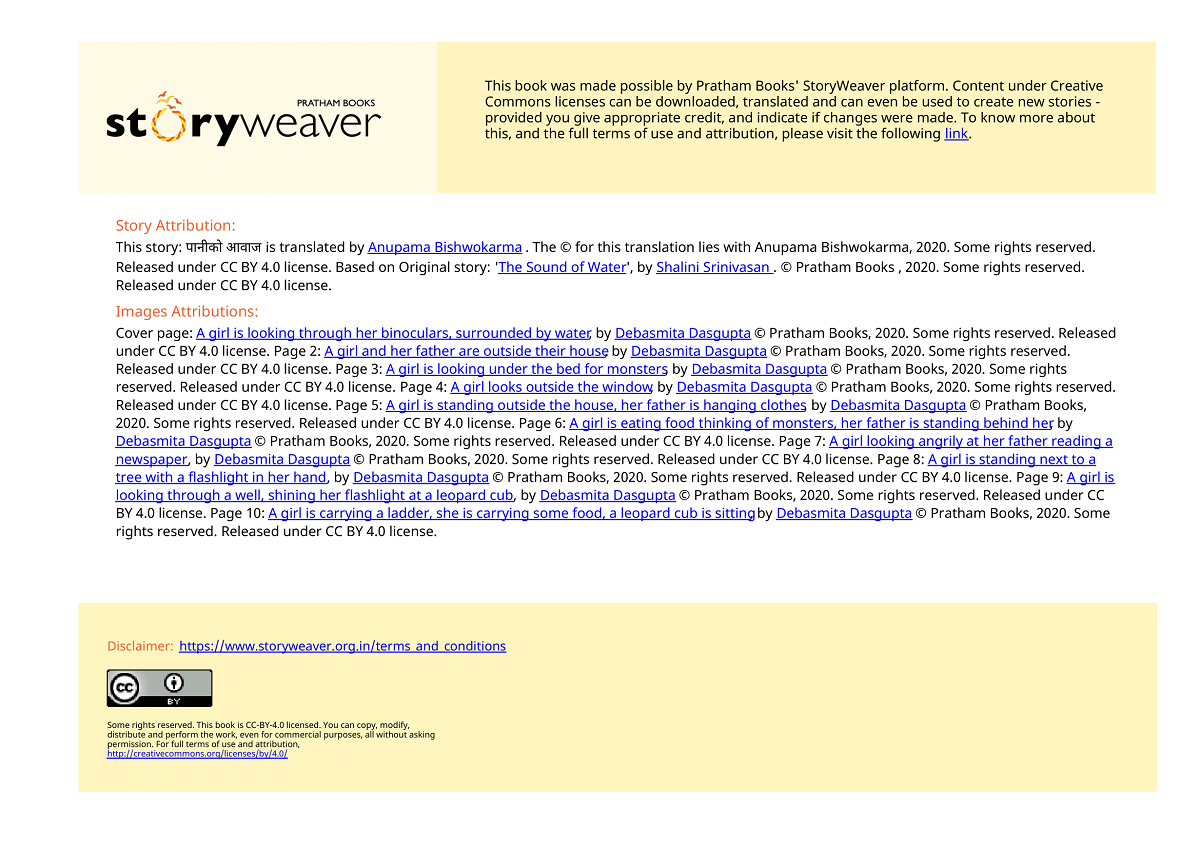 PRATHAM BOOKS
storyweaver
This book was made possible by Pratham Books' StoryWeaver platform. Content under Creative
Commons licenses can be downloaded, translated and can even be used to create new stories -
provided you give appropriate credit, and indicate if changes were made. To know more about
this, and the full terms of use and attribution, please visit the following link.
Story Attribution:
This story: पानीको आवाज is translated by Anupama Bishwokarma . The © for this translation lies with Anupama Bishwokarma, 2020. Some rights reserved.
Released under CC BY 4.0 license. Based on Original story: 'The Sound of Water', by Shalini Srinivasan . © Pratham Books , 2020. Some rights reserved.
Released under CC BY 4.0 license.
Images Attributions:
Cover page: A girl is looking through her binoculars, surrounded by water, by Debasmita Dasgupta © Pratham Books, 2020. Some rights reserved. Released
under CC BY 4.0 license. Page 2: A girl and her father are outside their house, by Debasmita Dasgupta © Pratham Books, 2020. Some rights reserved.
Released under CC BY 4.0 license. Page 3: A girl is looking under the bed for monsters, by Debasmita Dasgupta © Pratham Books, 2020. Some rights
reserved. Released under CC BY 4.0 license. Page 4: A girl looks outside the window, by Debasmita Dasgupta © Pratham Books, 2020. Some rights reserved.
Released under CC BY 4.0 license. Page 5: A girl is standing outside the house, her father is hanging clothes, by Debasmita Dasgupta © Pratham Books,
2020. Some rights reserved. Released under CC BY 4.0 license. Page 6: A girl is eating food thinking of monsters, her father is standing behind her, by
Debasmita Dasgupta © Pratham Books, 2020. Some rights reserved. Released under CC BY 4.0 license. Page 7: A girl looking angrily at her father reading a
newspaper, by Debasmita Dasgupta © Pratham Books, 2020. Some rights reserved. Released under CC BY 4.0 license. Page 8: A girl is standing next to a
tree with a flashlight in her hand, by Debasmita Dasgupta © Pratham Books, 2020. Some rights reserved. Released under CC BY 4.0 license. Page 9: A girl is
looking through a well, shining her flashlight at a leopard cub, by Debasmita Dasgupta © Pratham Books, 2020. Some rights reserved. Released under CC
BY 4.0 license. Page 10: A girl is carrying a ladder, she is carrying some food, a leopard cub is sitting by Debasmita Dasgupta © Pratham Books, 2020. Some
rights reserved. Released under CC BY 4.0 license.
Disclaimer: https://www.storyweaver.org.in/terms_and_conditions
cc
BY
Some rights reserved. This book is CC-BY-4.0 licensed. You can copy, modify,
distribute and perform the work, even for commercial purposes, all without asking
permission. For full terms of use and attribution,
http://creativecommons.org/licenses/by/4.0/